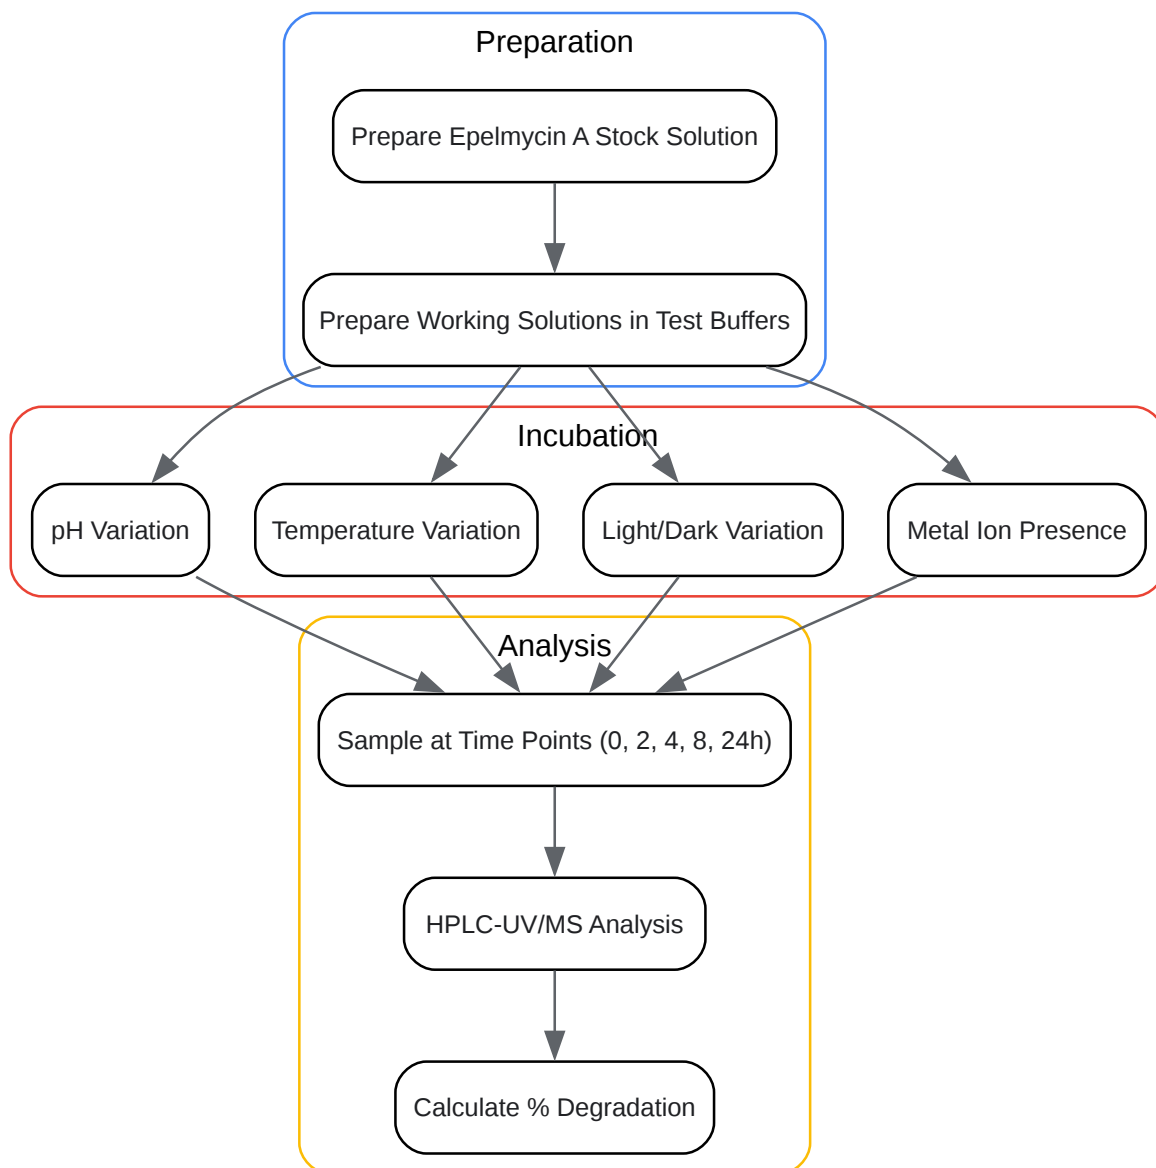 Preparation
Prepare Epelmycin A Stock Solution
Prepare Working Solutions in Test Buffers
Incubation
pH Variation
Temperature Variation
Light/Dark Variation
Metal Ion Presence
Analysis
Sample at Time Points (0, 2, 4, 8, 24h)
HPLC-UV/MS Analysis
Calculate % Degradation